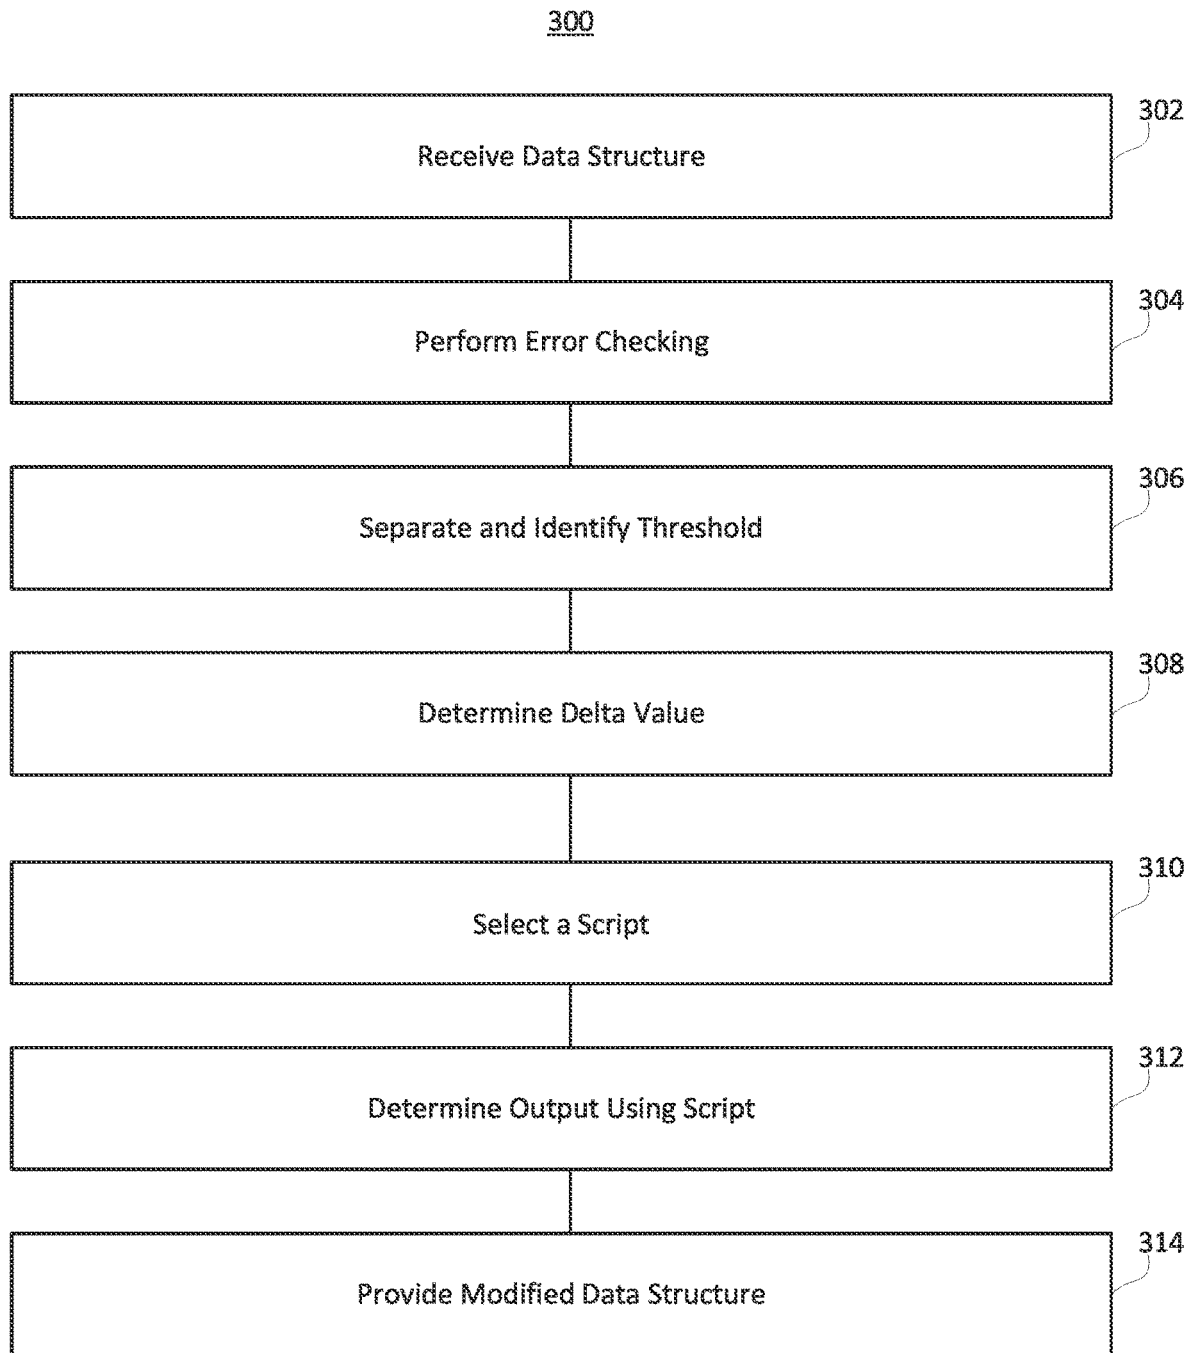 300
302
Receive Data Structure
304
Perform Error Checking
306
Separate and Identify Threshold
308
Determine Delta Value
310
Select a Script
312
Determine Output Using Script
314
Provide Modified Data Structure